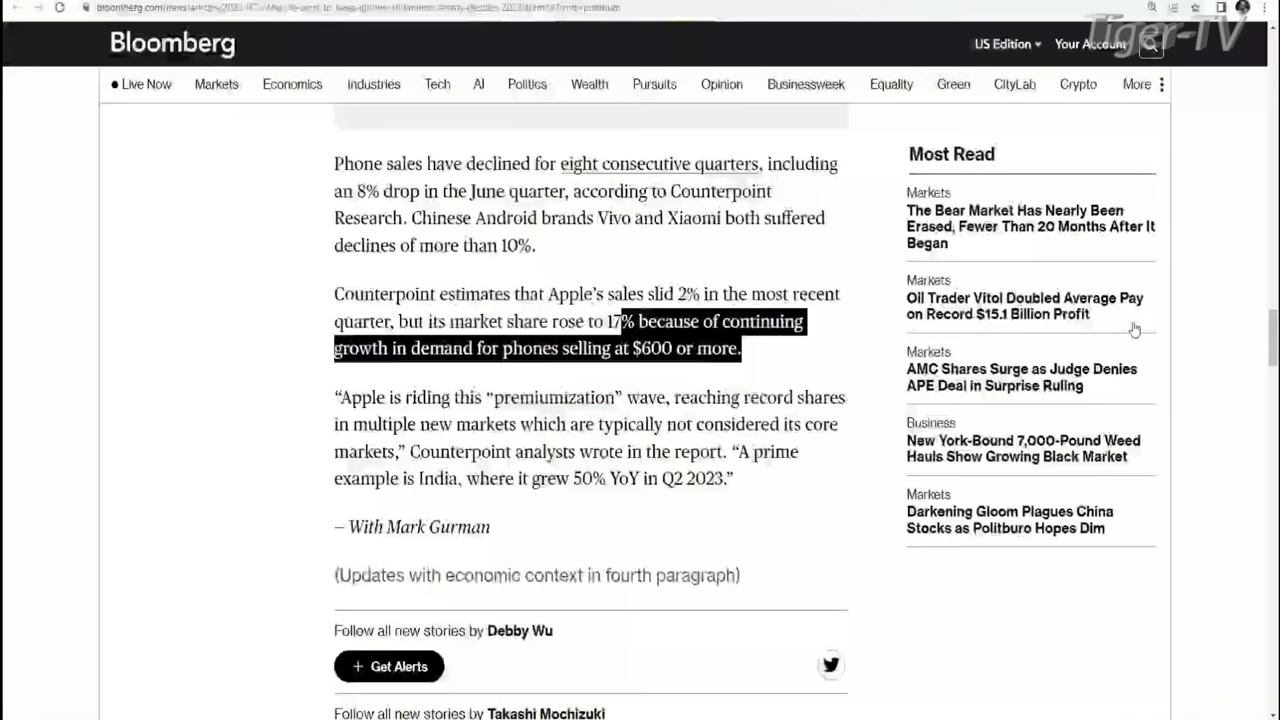 Tiger-TV
Bloomberg
US Edition
Your Account
Live Now Markets Economics Industries Tech AI Politics Wealth Pursuits Opinion Businessweek Equality Green CityLab Crypto More
Phone sales have declined for eight consecutive quarters, including
an 8% drop in the June quarter, according to Counterpoint
Research. Chinese Android brands Vivo and Xiaomi both suffered
declines of more than 10%.
Counterpoint estimates that Apple’s sales slid 2% in the most recent
quarter, but its market share rose to 17% because of continuing
growth in demand for phones selling at $600 or more.
“Apple is riding this “premiumization” wave, reaching record shares
in multiple new markets which are typically not considered its core
markets,” Counterpoint analysts wrote in the report. “A prime
example is India, where it grew 50% YoY in Q2 2023.”
– With Mark Gurman
(Updates with economic context in fourth paragraph)
Follow all new stories by Debby Wu
+ Get Alerts
Follow all new stories by Takashi Mochizuki
Most Read
Markets
The Bear Market Has Nearly Been
Erased, Fewer Than 20 Months After It
Began
Markets
Oil Trader Vitol Doubled Average Pay
on Record $15.1 Billion Profit
Markets
AMC Shares Surge as Judge Denies
APE Deal in Surprise Ruling
Business
New York-Bound 7,000-Pound Weed
Hauls Show Growing Black Market
Markets
Darkening Gloom Plagues China
Stocks as Politburo Hopes Dim